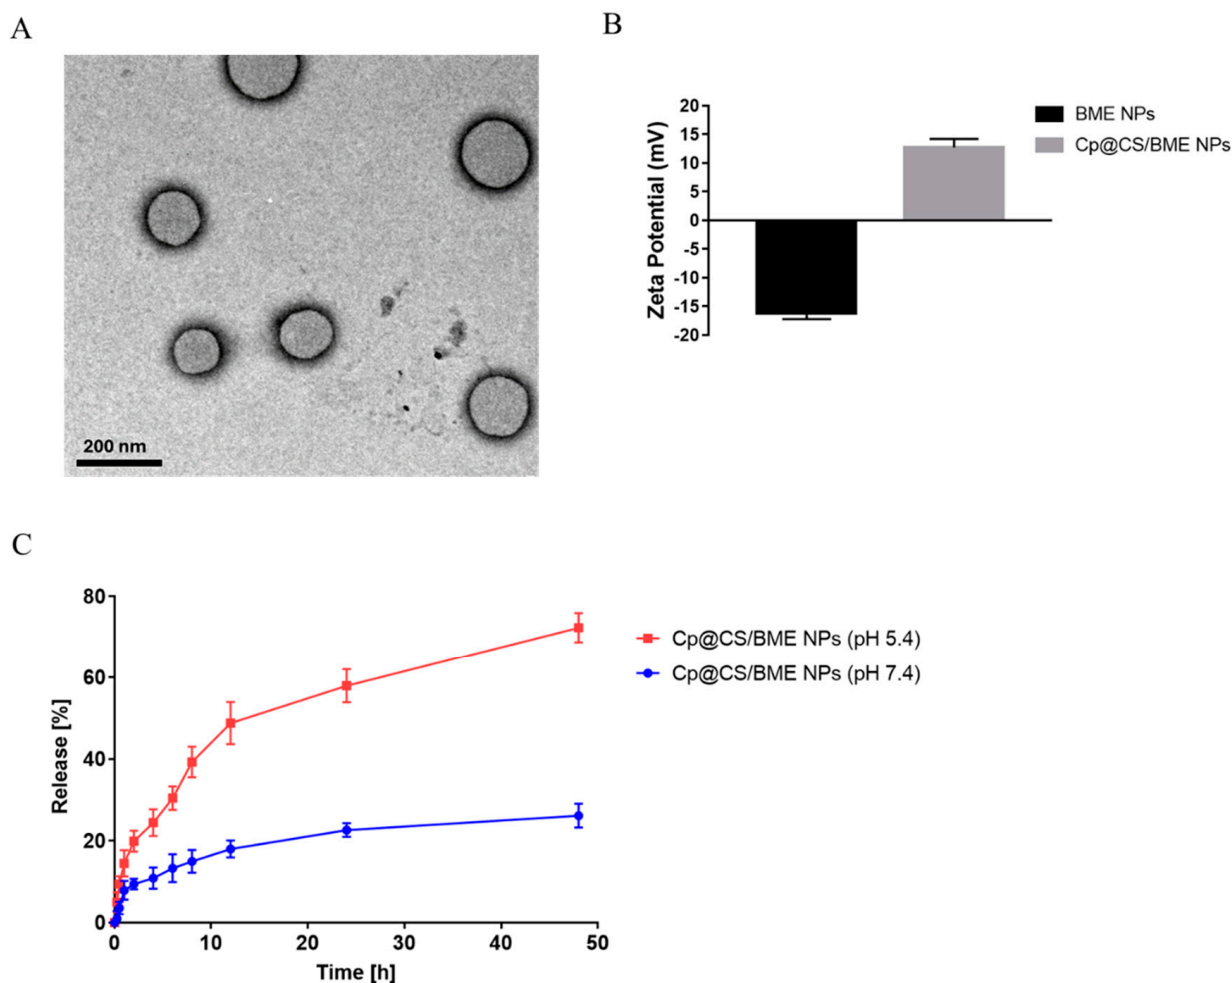 A
200 nm
B
Zeta Potential (mV)
20
15
10
5
0
-5
-10
-15
-20
BME NPs
Cp@CS/BME NPs
C
Release [%]
80
60
40
20
0
0 10 20 30 40 50
Time [h]
Cp@CS/BME NPs (pH 5.4)
Cp@CS/BME NPs (pH 7.4)